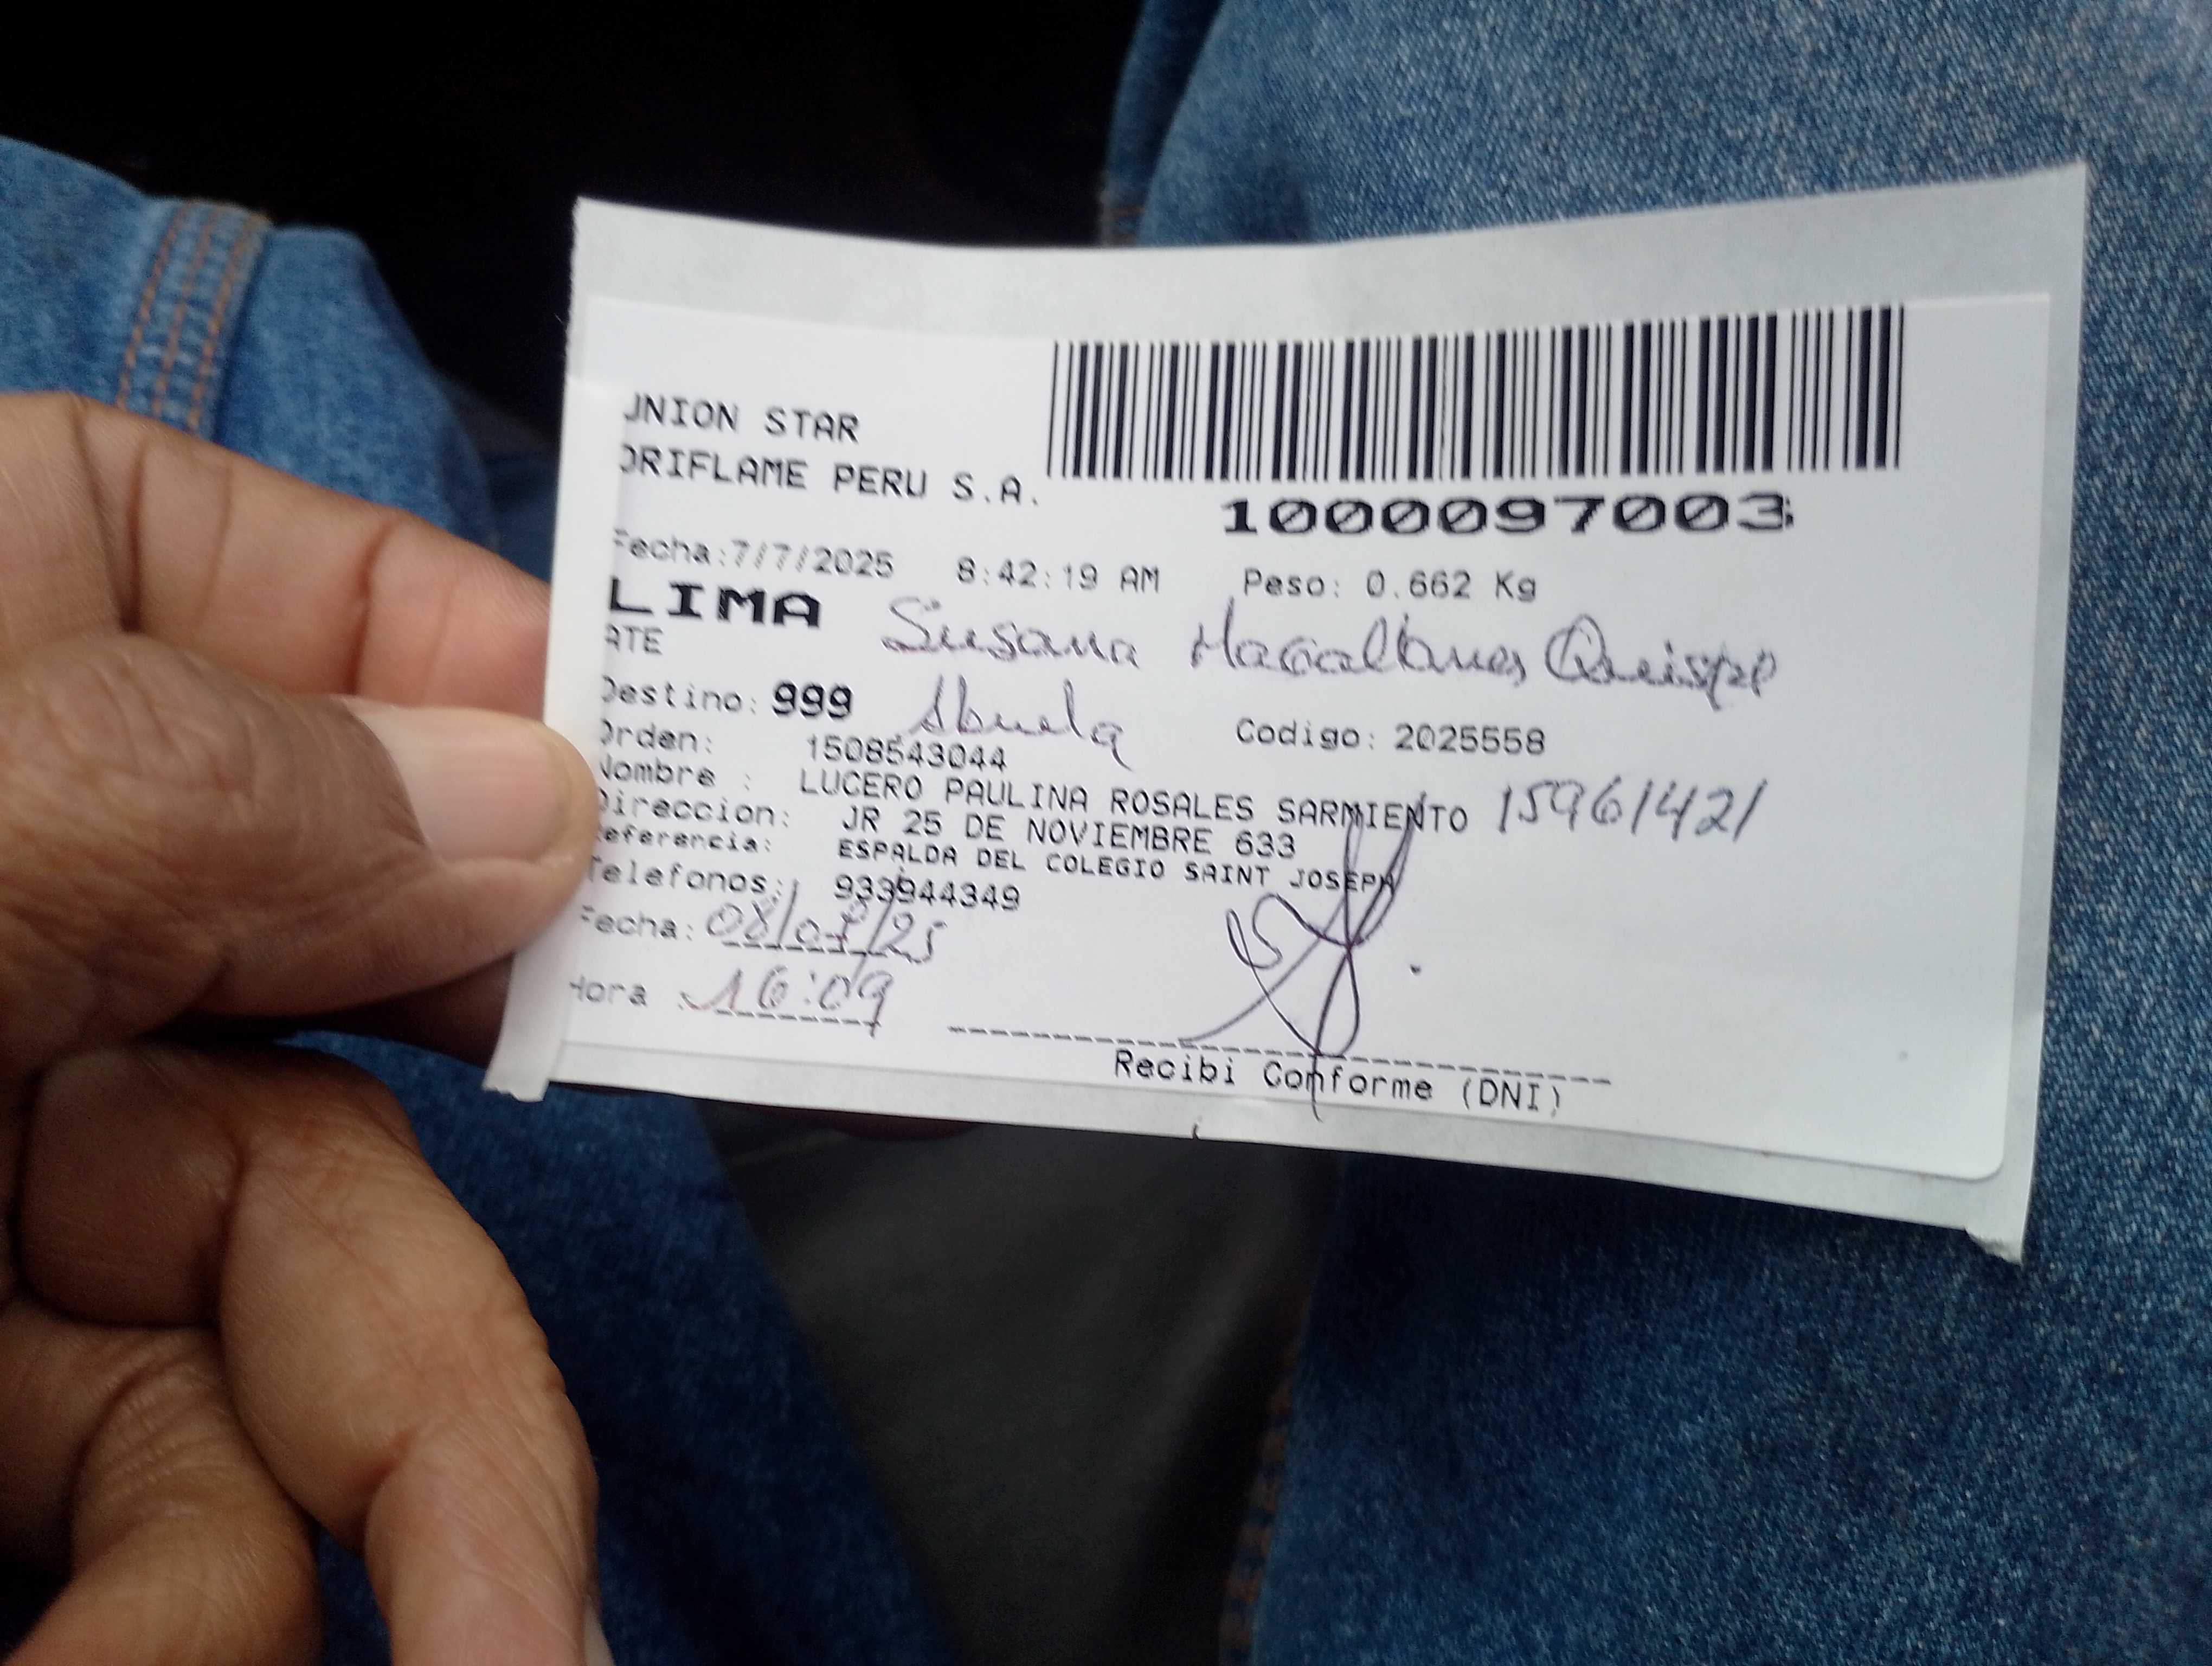 UNION STAR
ORIFLAME PERU S.A.
1000097003
Fecha:7/7/2025 8:42:19 AM Peso: 0.662 Kg
LIMA Susana Magallanes Quispe
ATE
Destino: 999 Abuela Codigo: 2025558
Orden: 1508543044
Nombre : LUCERO PAULINA ROSALES SARMIENTO 15961421
Direccion: JR 25 DE NOVIEMBRE 633
Referencia: ESPALDA DEL COLEGIO SAINT JOSEPH
Telefonos: 933944349
Fecha: 08/07/25
Hora : 16:09
Recibi Conforme (DNI)